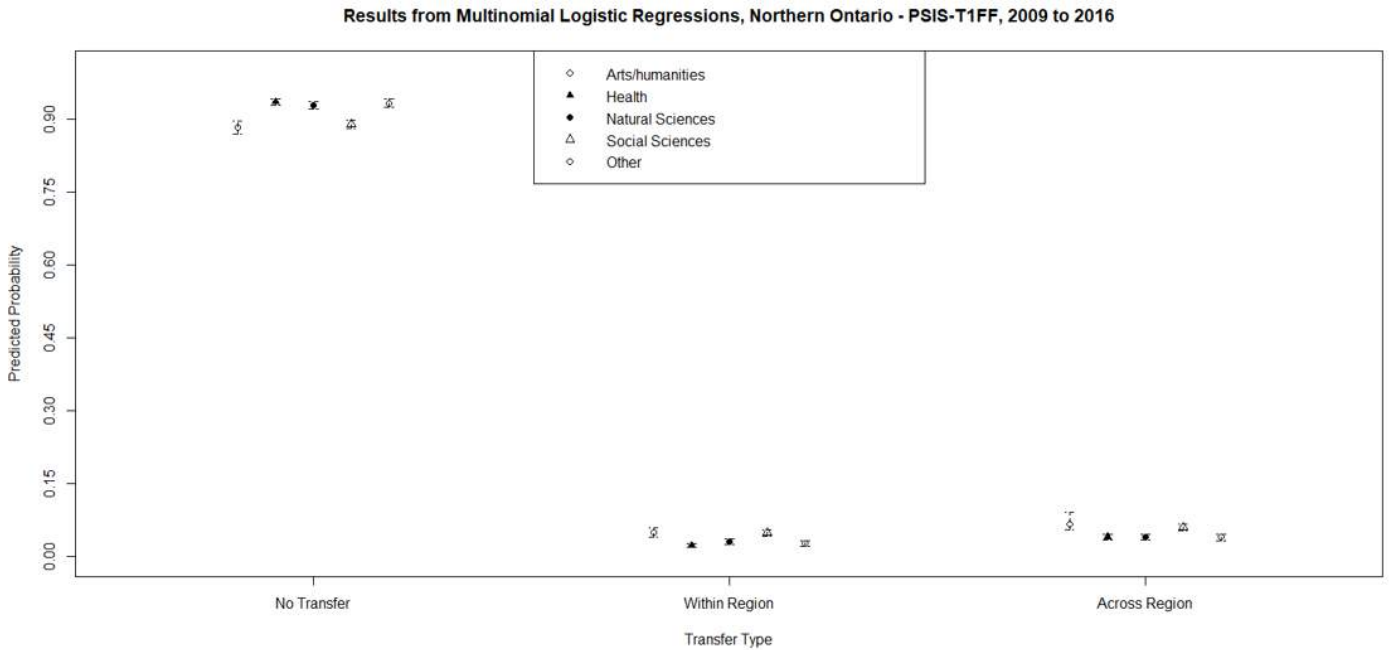 Results from Multinomial Logistic Regressions, Northern Ontario - PSIS-T1FF, 2009 to 2016
Arts/humanities
Health
Natural Sciences
Social Sciences
Other
Predicted Probability
0.90
0.75
0.60
0.45
0.30
0.15
0.00
No Transfer
Within Region
Across Region
Transfer Type